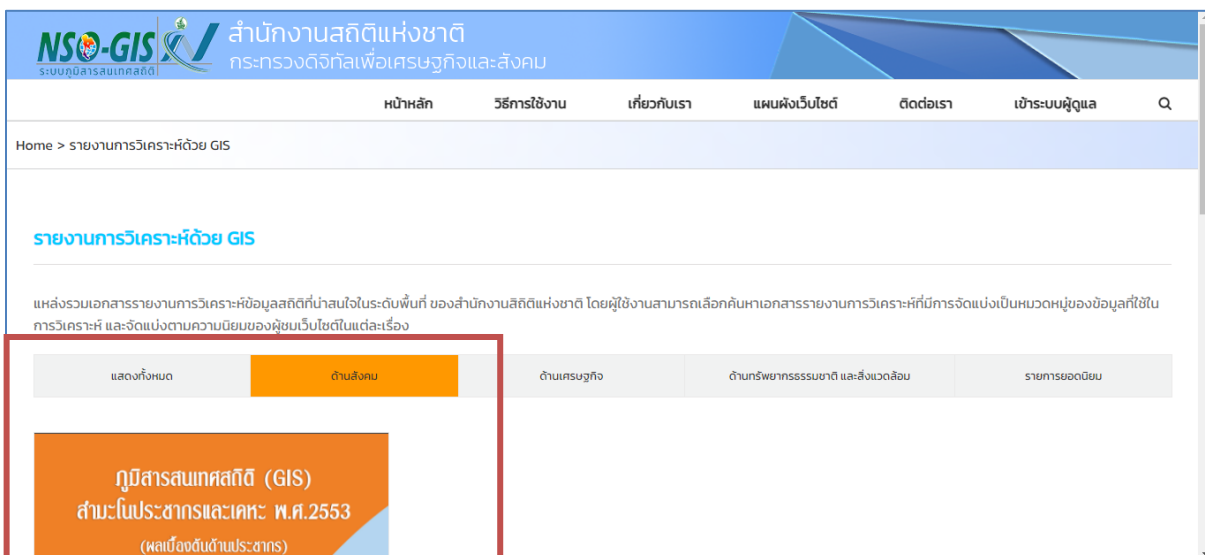 NSO-GIS
ระบบภูมิสารสนเทศสถิติ
สำนักงานสถิติแห่งชาติ
กระทรวงดิจิทัลเพื่อเศรษฐกิจและสังคม
หน้าหลัก วิธีการใช้งาน เกี่ยวกับเรา แผนผังเว็บไซต์ ติดต่อเรา เข้าระบบผู้ดูแล
Home > รายงานการวิเคราะห์ด้วย GIS
รายงานการวิเคราะห์ด้วย GIS
แหล่งรวมเอกสารรายงานการวิเคราะห์ข้อมูลสถิติที่น่าสนใจในระดับพื้นที่ ของสำนักงานสิถิติแห่งชาติ โดยผู้ใช้งานสามารถเลือกค้นหาเอกสารรายงานการวิเคราะห์ที่มีการจัดแบ่งเป็นหมวดหมู่ของข้อมูลที่ใช้ใน
การวิเคราะห์ และจัดแบ่งตามความนิยมของผู้ชมเว็บไซต์ในแต่ละเรื่อง
แสดงทั้งหมด ด้านสังคม ด้านเศรษฐกิจ ด้านทรัพยากรธรรมชาติ และสิ่งแวดล้อม รายการยอดนิยม
ภูมิสารสนเทศสถิติ (GIS)
สำมะโนประชากรและเคหะ พ.ศ.2553
(ผลเบื้องต้นด้านประชากร)